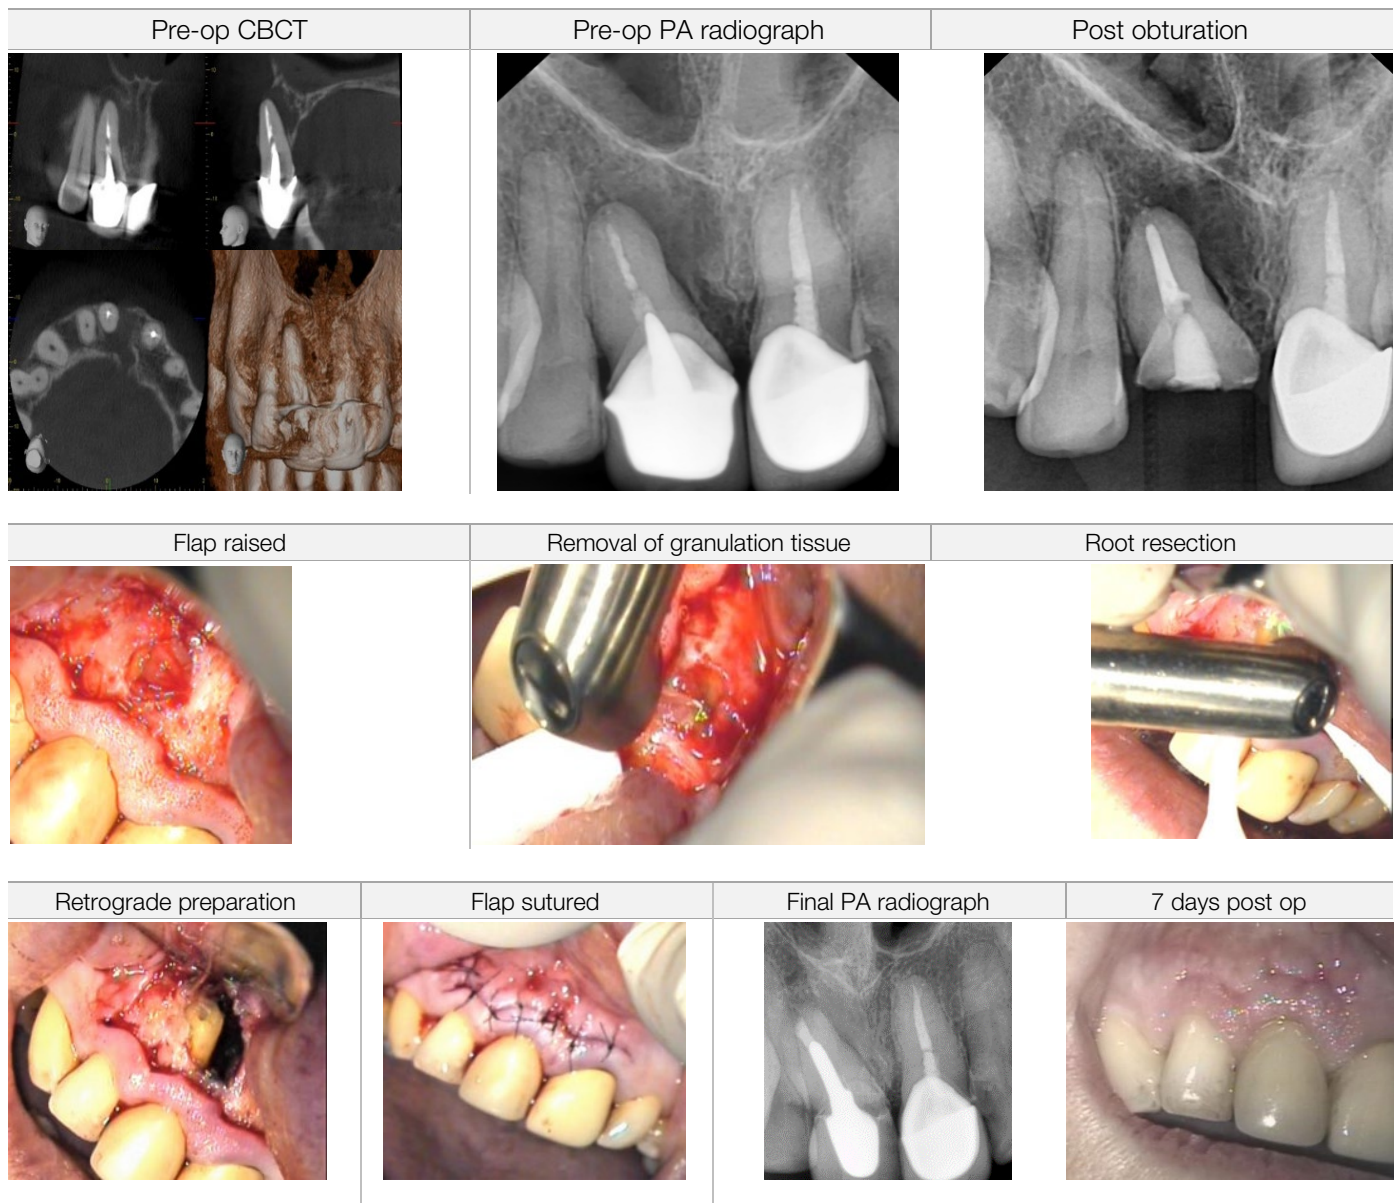 Pre-op CBCT
Pre-op PA radiograph
Post obturation
Flap raised
Removal of granulation tissue
Root resection
Retrograde preparation
Flap sutured
Final PA radiograph
7 days post op